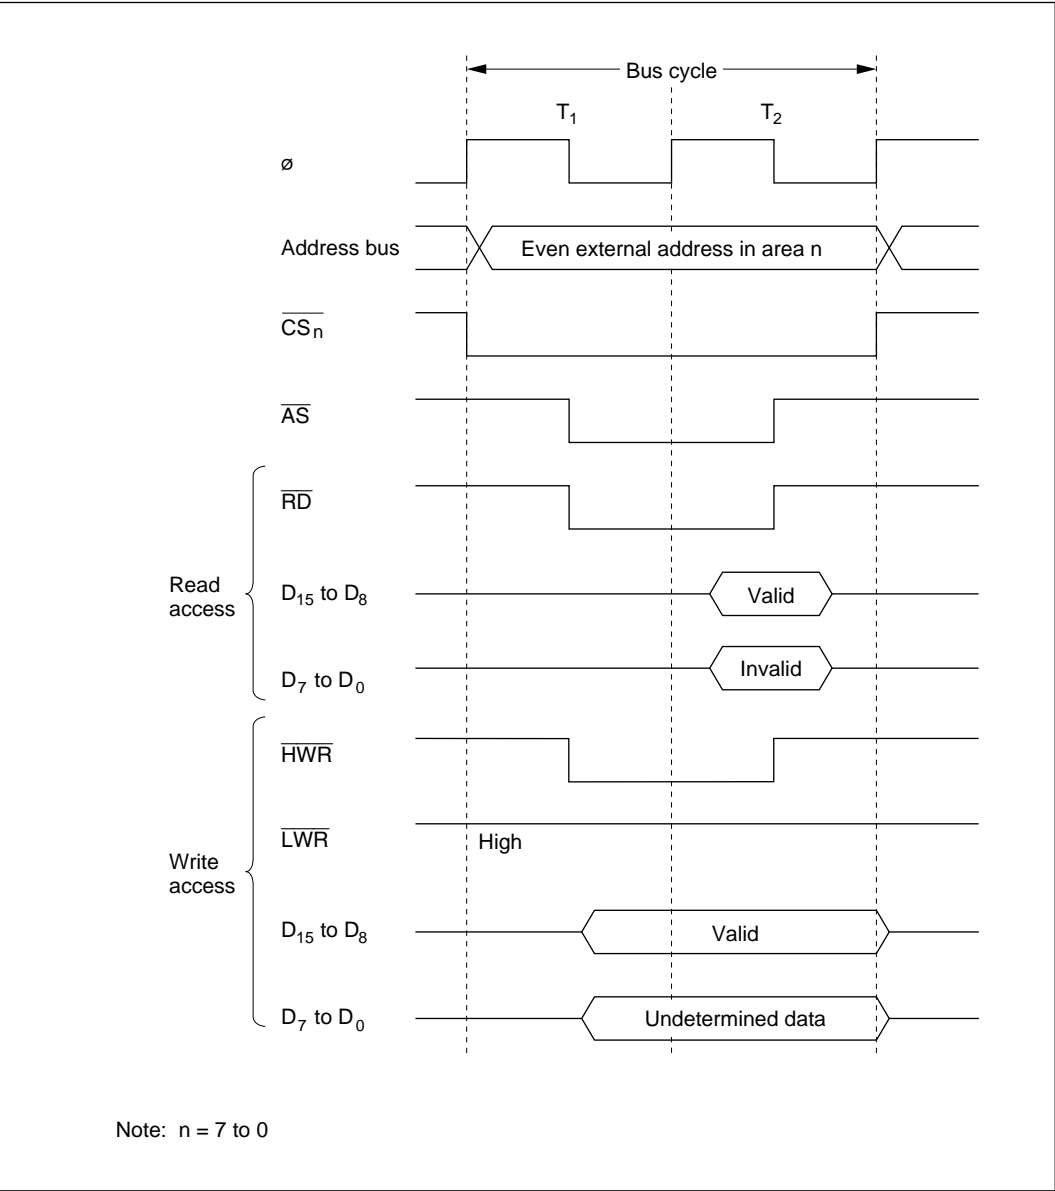 Bus cycle
T1 T2
ø
Address bus Even external address in area n
CSn
AS
RD
Read access
D15 to D8 Valid
D7 to D0 Invalid
HWR
LWR High
Write access
D15 to D8 Valid
D7 to D0 Undetermined data
Note: n = 7 to 0